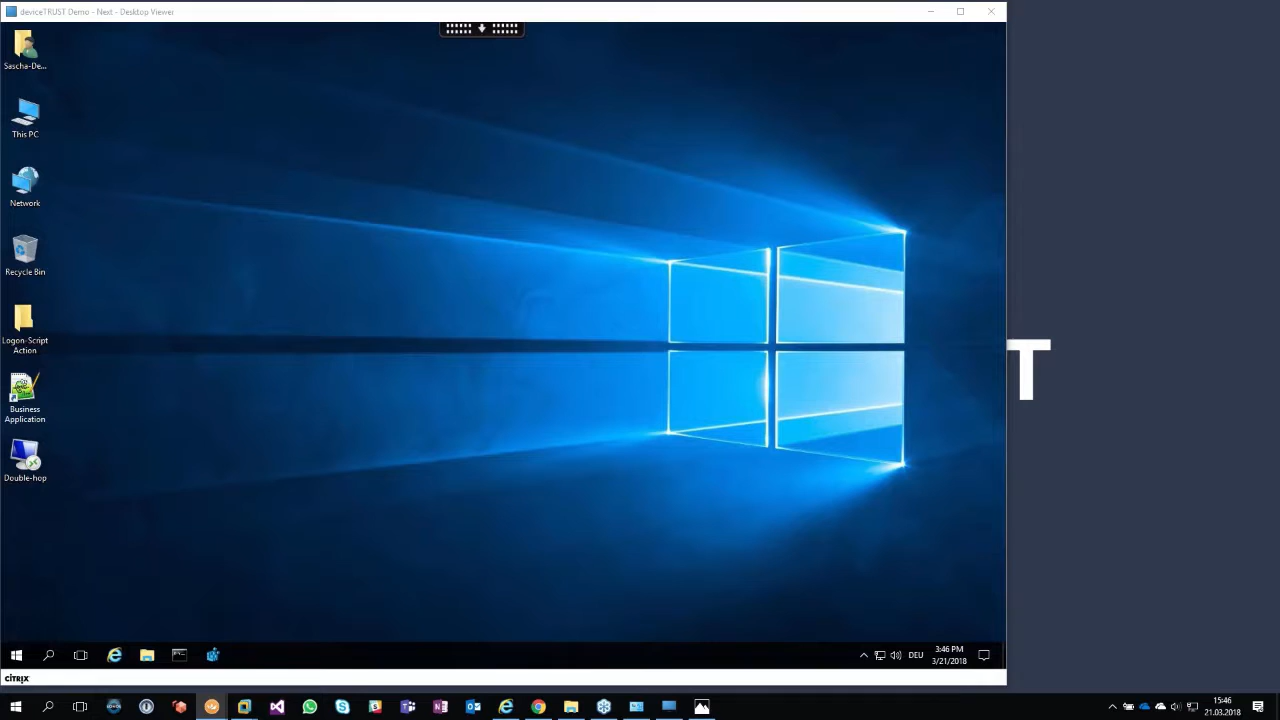 deviceTRUST Demo - Next - Desktop Viewer
Sascha-De...
This PC
Network
Recycle Bin
Logon-Script
Action
Business
Application
Double-hop
T
DEU
3:46 PM
3/21/2018
CITRIX
15:46
21.03.2018